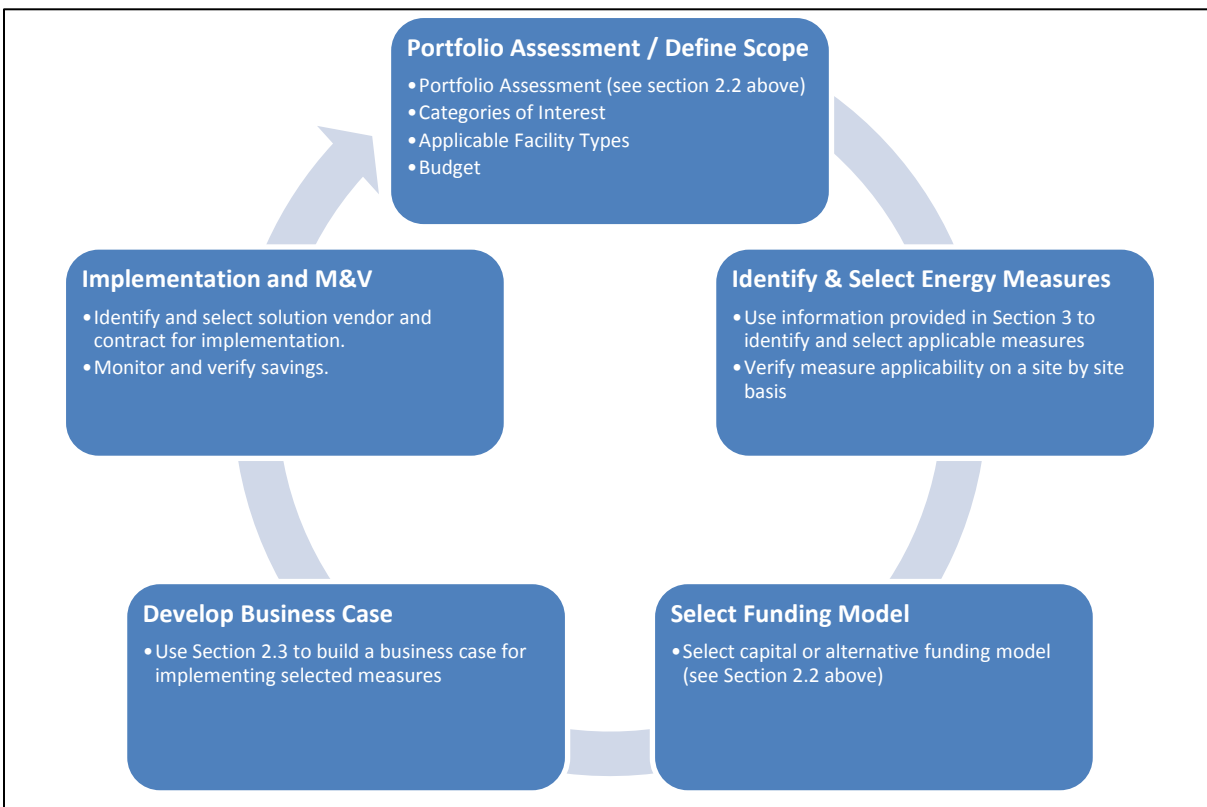 Portfolio Assessment / Define Scope
•Portfolio Assessment (see section 2.2 above)
•Categories of Interest
•Applicable Facility Types
•Budget
Identify & Select Energy Measures
•Use information provided in Section 3 to
identify and select applicable measures
•Verify measure applicability on a site by site
basis
Select Funding Model
•Select capital or alternative funding model
(see Section 2.2 above)
Develop Business Case
•Use Section 2.3 to build a business case for
implementing selected measures
Implementation and M&V
•Identify and select solution vendor and
contract for implementation.
•Monitor and verify savings.